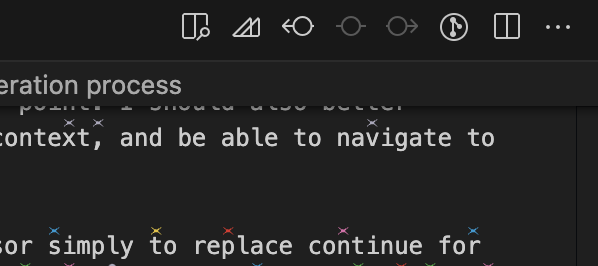 eration process
point. I should also better
context, and be able to navigate to
sor simply to replace continue for